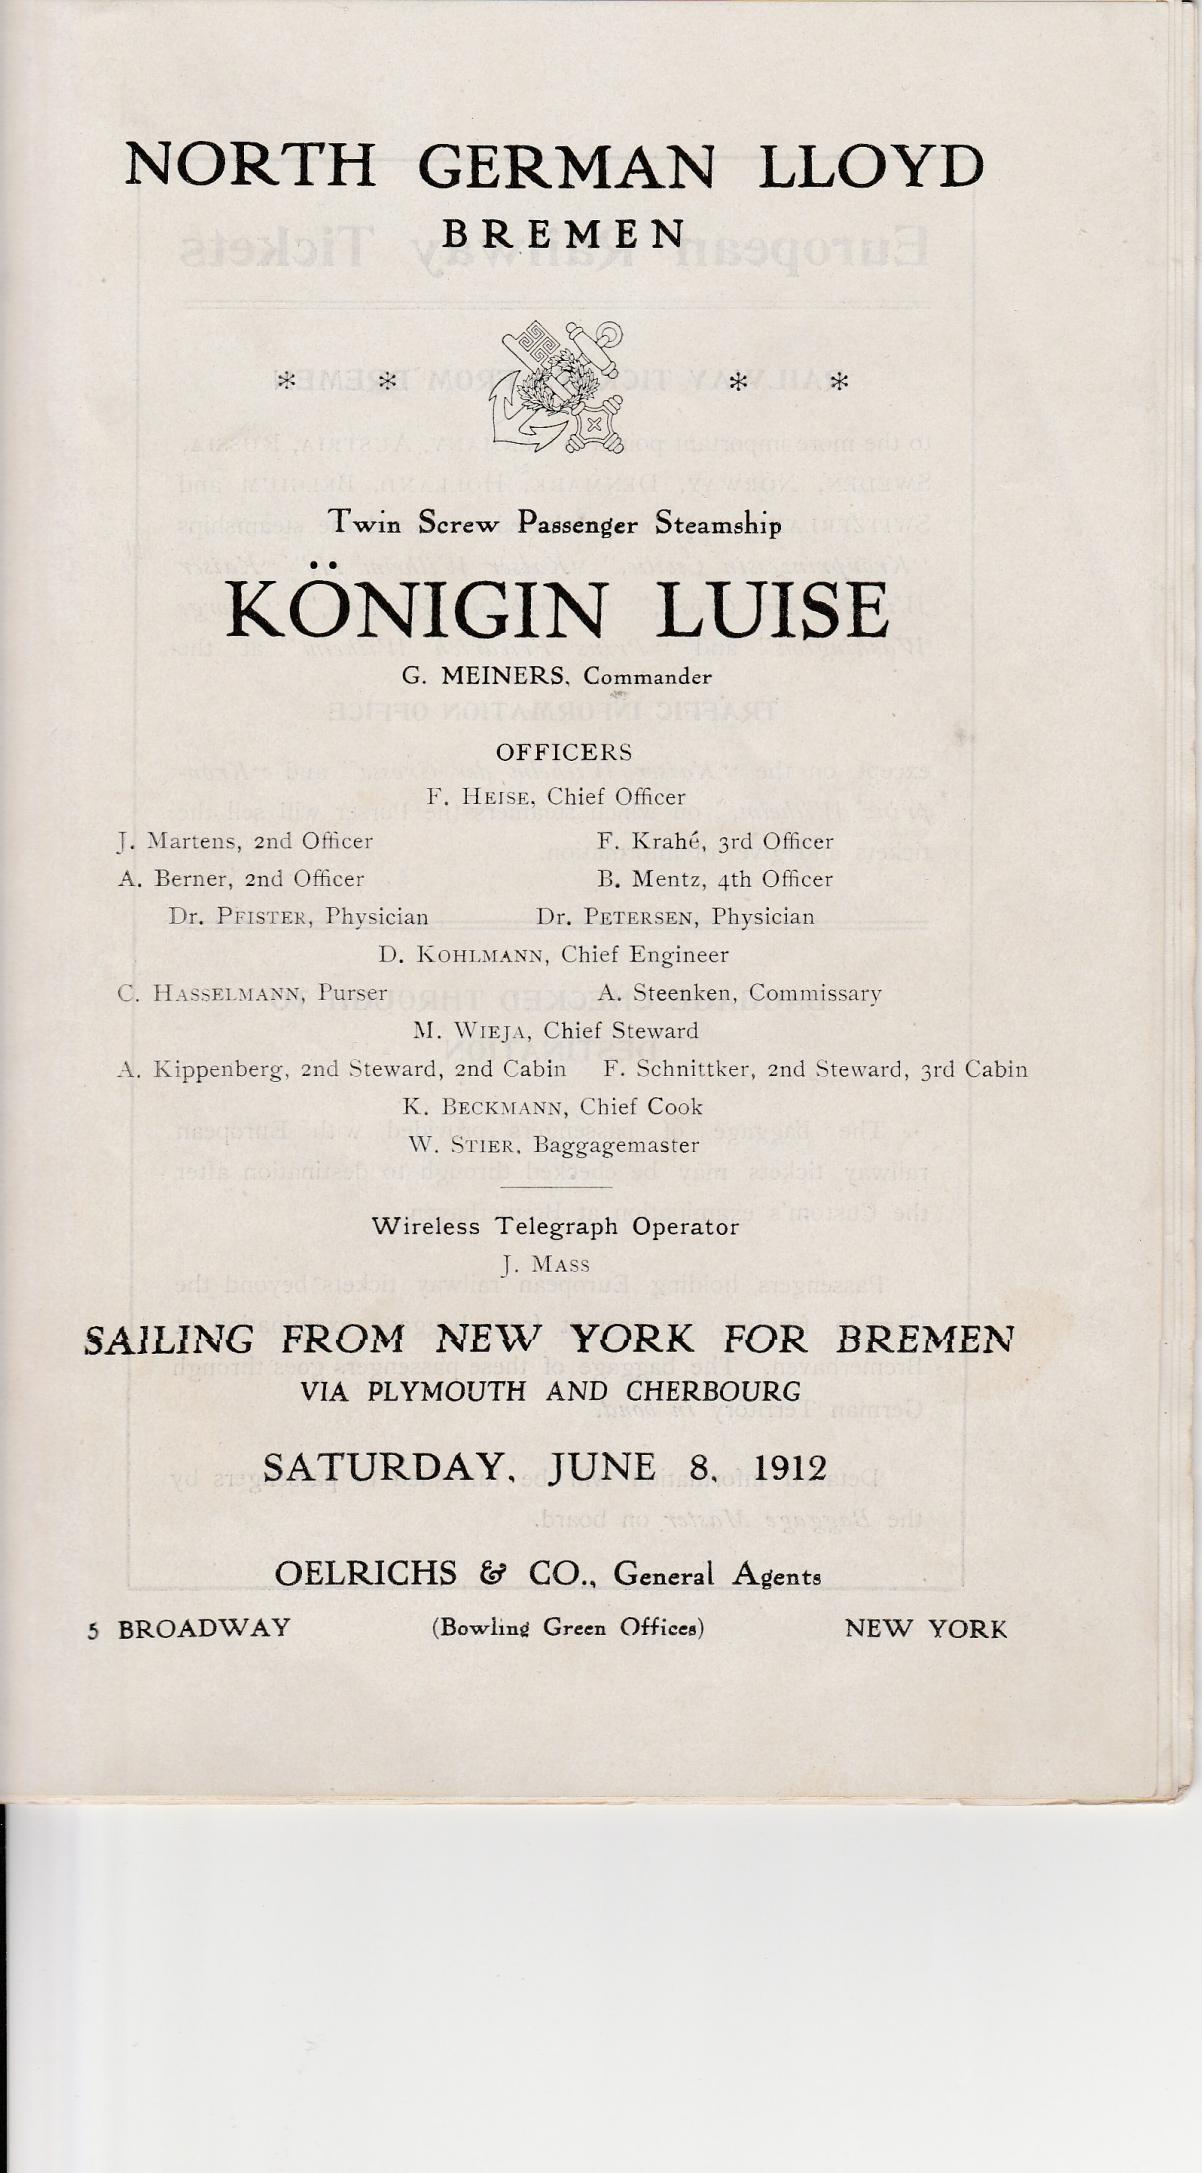 NORTH GERMAN LLOYD
BREMEN
* * * *
Twin Screw Passenger Steamship
KÖNIGIN LUISE
G. MEINERS, Commander
OFFICERS
F. HEISE, Chief Officer
J. Martens, 2nd Officer F. Krahé, 3rd Officer
A. Berner, 2nd Officer B. Mentz, 4th Officer
Dr. PFISTER, Physician Dr. PETERSEN, Physician
D. KOHLMANN, Chief Engineer
C. HASSELMANN, Purser A. Steenken, Commissary
M. WIEJA, Chief Steward
A. Kippenberg, 2nd Steward, 2nd Cabin F. Schnittker, 2nd Steward, 3rd Cabin
K. BECKMANN, Chief Cook
W. STIER, Baggagemaster
Wireless Telegraph Operator
J. MASS
SAILING FROM NEW YORK FOR BREMEN
VIA PLYMOUTH AND CHERBOURG
SATURDAY, JUNE 8, 1912
OELRICHS & CO., General Agents
5 BROADWAY (Bowling Green Offices) NEW YORK